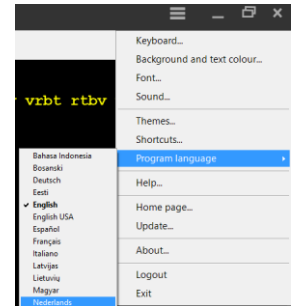 Keyboard...
Background and text colour...
Font...
Sound...
vrbt rtbv
Themes...
Shortcuts...
Program language
Help...
Home page...
Update...
About...
Logout
Exit
Bahasa Indonesia
Bosanski
Deutsch
Eesti
English
English USA
Español
Français
Italiano
Latvijas
Lietuvių
Magyar
Nederlands